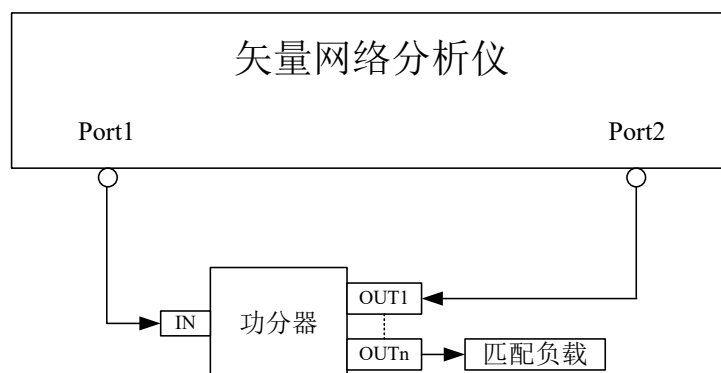 矢量网络分析仪
Port1
Port2
IN
功分器
OUT1
OUTn
匹配负载